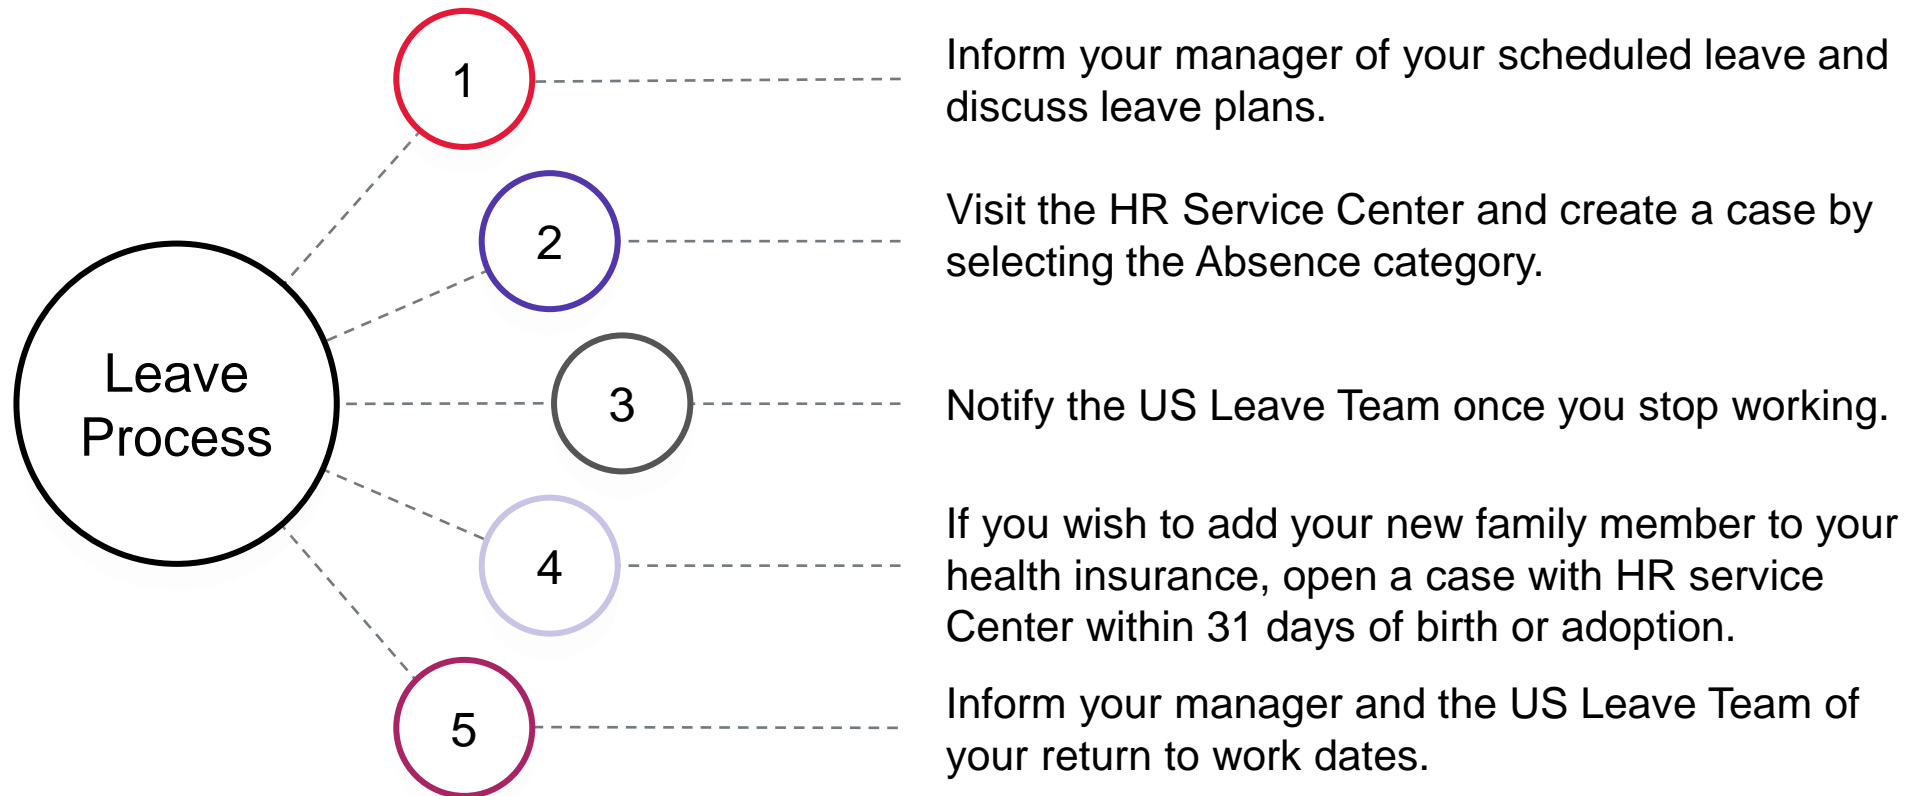 Leave
Process
1
Inform your manager of your scheduled leave and
discuss leave plans.
2
Visit the HR Service Center and create a case by
selecting the Absence category.
3
Notify the US Leave Team once you stop working.
4
If you wish to add your new family member to your
health insurance, open a case with HR service
Center within 31 days of birth or adoption.
5
Inform your manager and the US Leave Team of
your return to work dates.